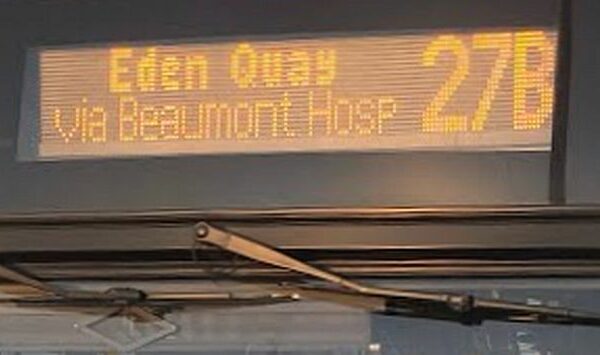 Eden Quay
via Beaumont Hosp
27B